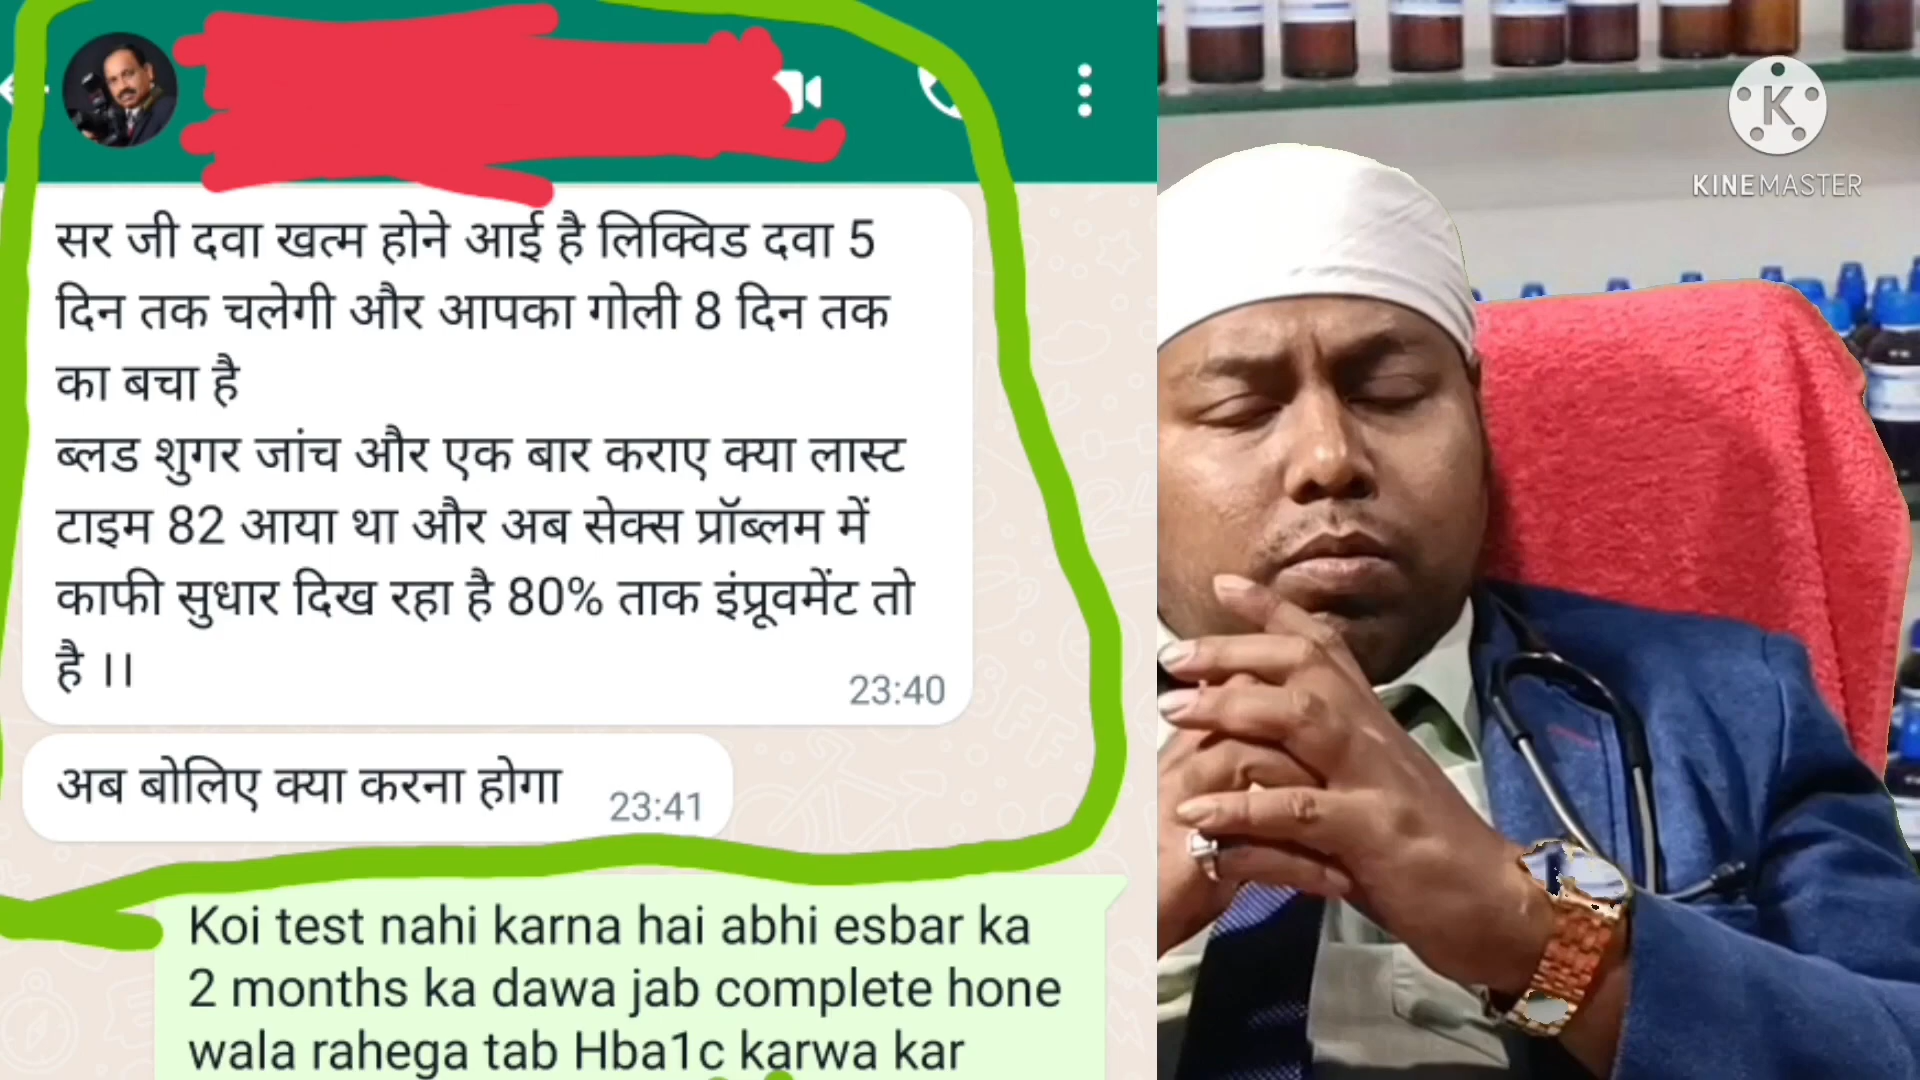 सर जी दवा खत्म होने आई है लिक्विड दवा 5
दिन तक चलेगी और आपका गोली 8 दिन तक
का बचा है
ब्लड शुगर जांच और एक बार कराए क्या लास्ट
टाइम 82 आया था और अब सेक्स प्रॉब्लम में
काफी सुधार दिख रहा है 80% ताक इंप्रूवमेंट तो
है ।।
23:40
अब बोलिए क्या करना होगा
23:41
Koi test nahi karna hai abhi esbar ka
2 months ka dawa jab complete hone
wala rahega tab Hba1c karwa kar
K
KINEMASTER